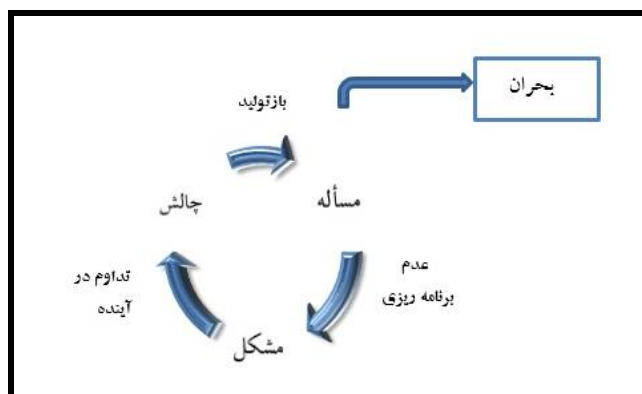 بحران
بازتولید
مسأله
چالش
عدم
برنامه ریزی
تداوم در
آینده
مشکل